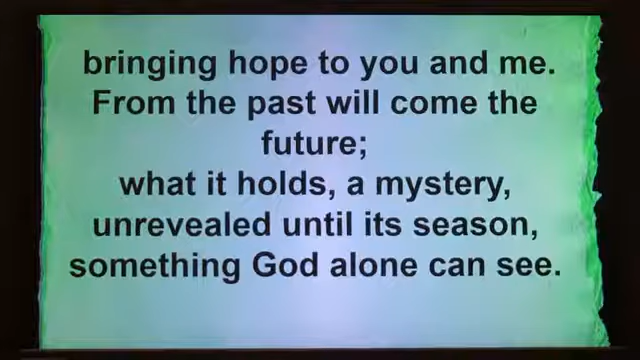 bringing hope to you and me.
From the past will come the
future;
what it holds, a mystery,
unrevealed until its season,
something God alone can see.